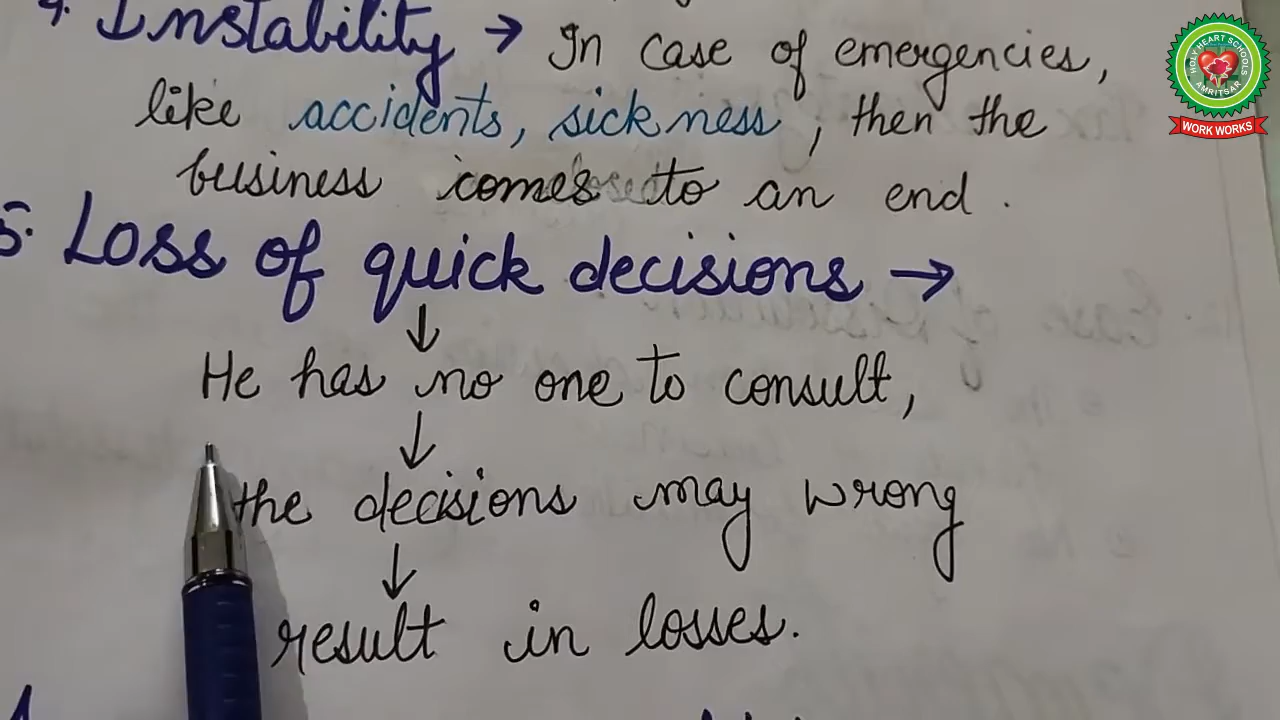 4. Instability → In case of emergencies,
like accidents, sickness, then the
business comes to an end.
5. Loss of quick decisions →
↓
He has no one to consult,
↓
the decisions may wrong
↓
result in losses.
HOLY HEART SCHOOLS
AMRITSAR
WORK WORKS